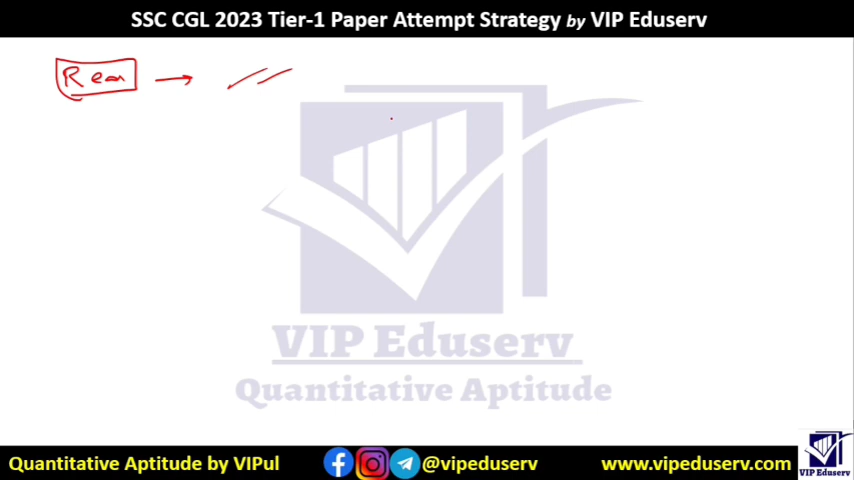 SSC CGL 2023 Tier-1 Paper Attempt Strategy by VIP Eduserv
Rea
VIP Eduserv
Quantitative Aptitude
Quantitative Aptitude by VIPul
@vipeduserv
www.vipeduserv.com
VIP Eduserv